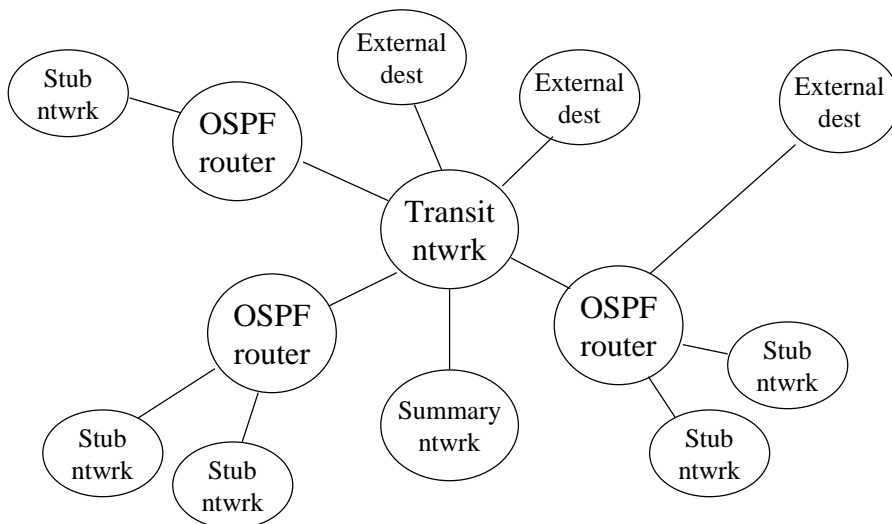 External
dest
Stub
ntwrk
External
dest
External
dest
OSPF
router
Transit
ntwrk
OSPF
router
OSPF
router
Stub
ntwrk
Summary
ntwrk
Stub
ntwrk
Stub
ntwrk
Stub
ntwrk